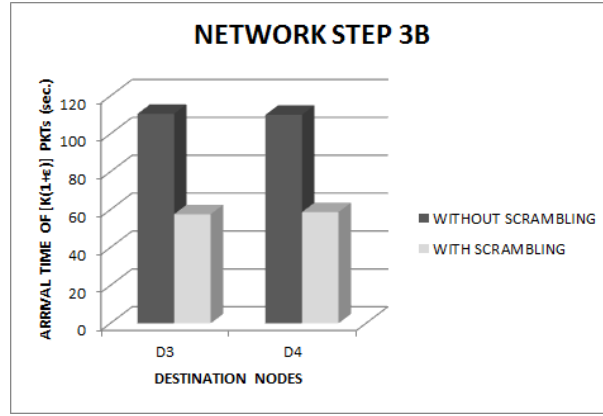 NETWORK STEP 3B
ARRIVAL TIME OF [K(1+ε)] PKTs (sec.)
120
100
80
60
40
20
0
D3 D4
DESTINATION NODES
WITHOUT SCRAMBLING
WITH SCRAMBLING